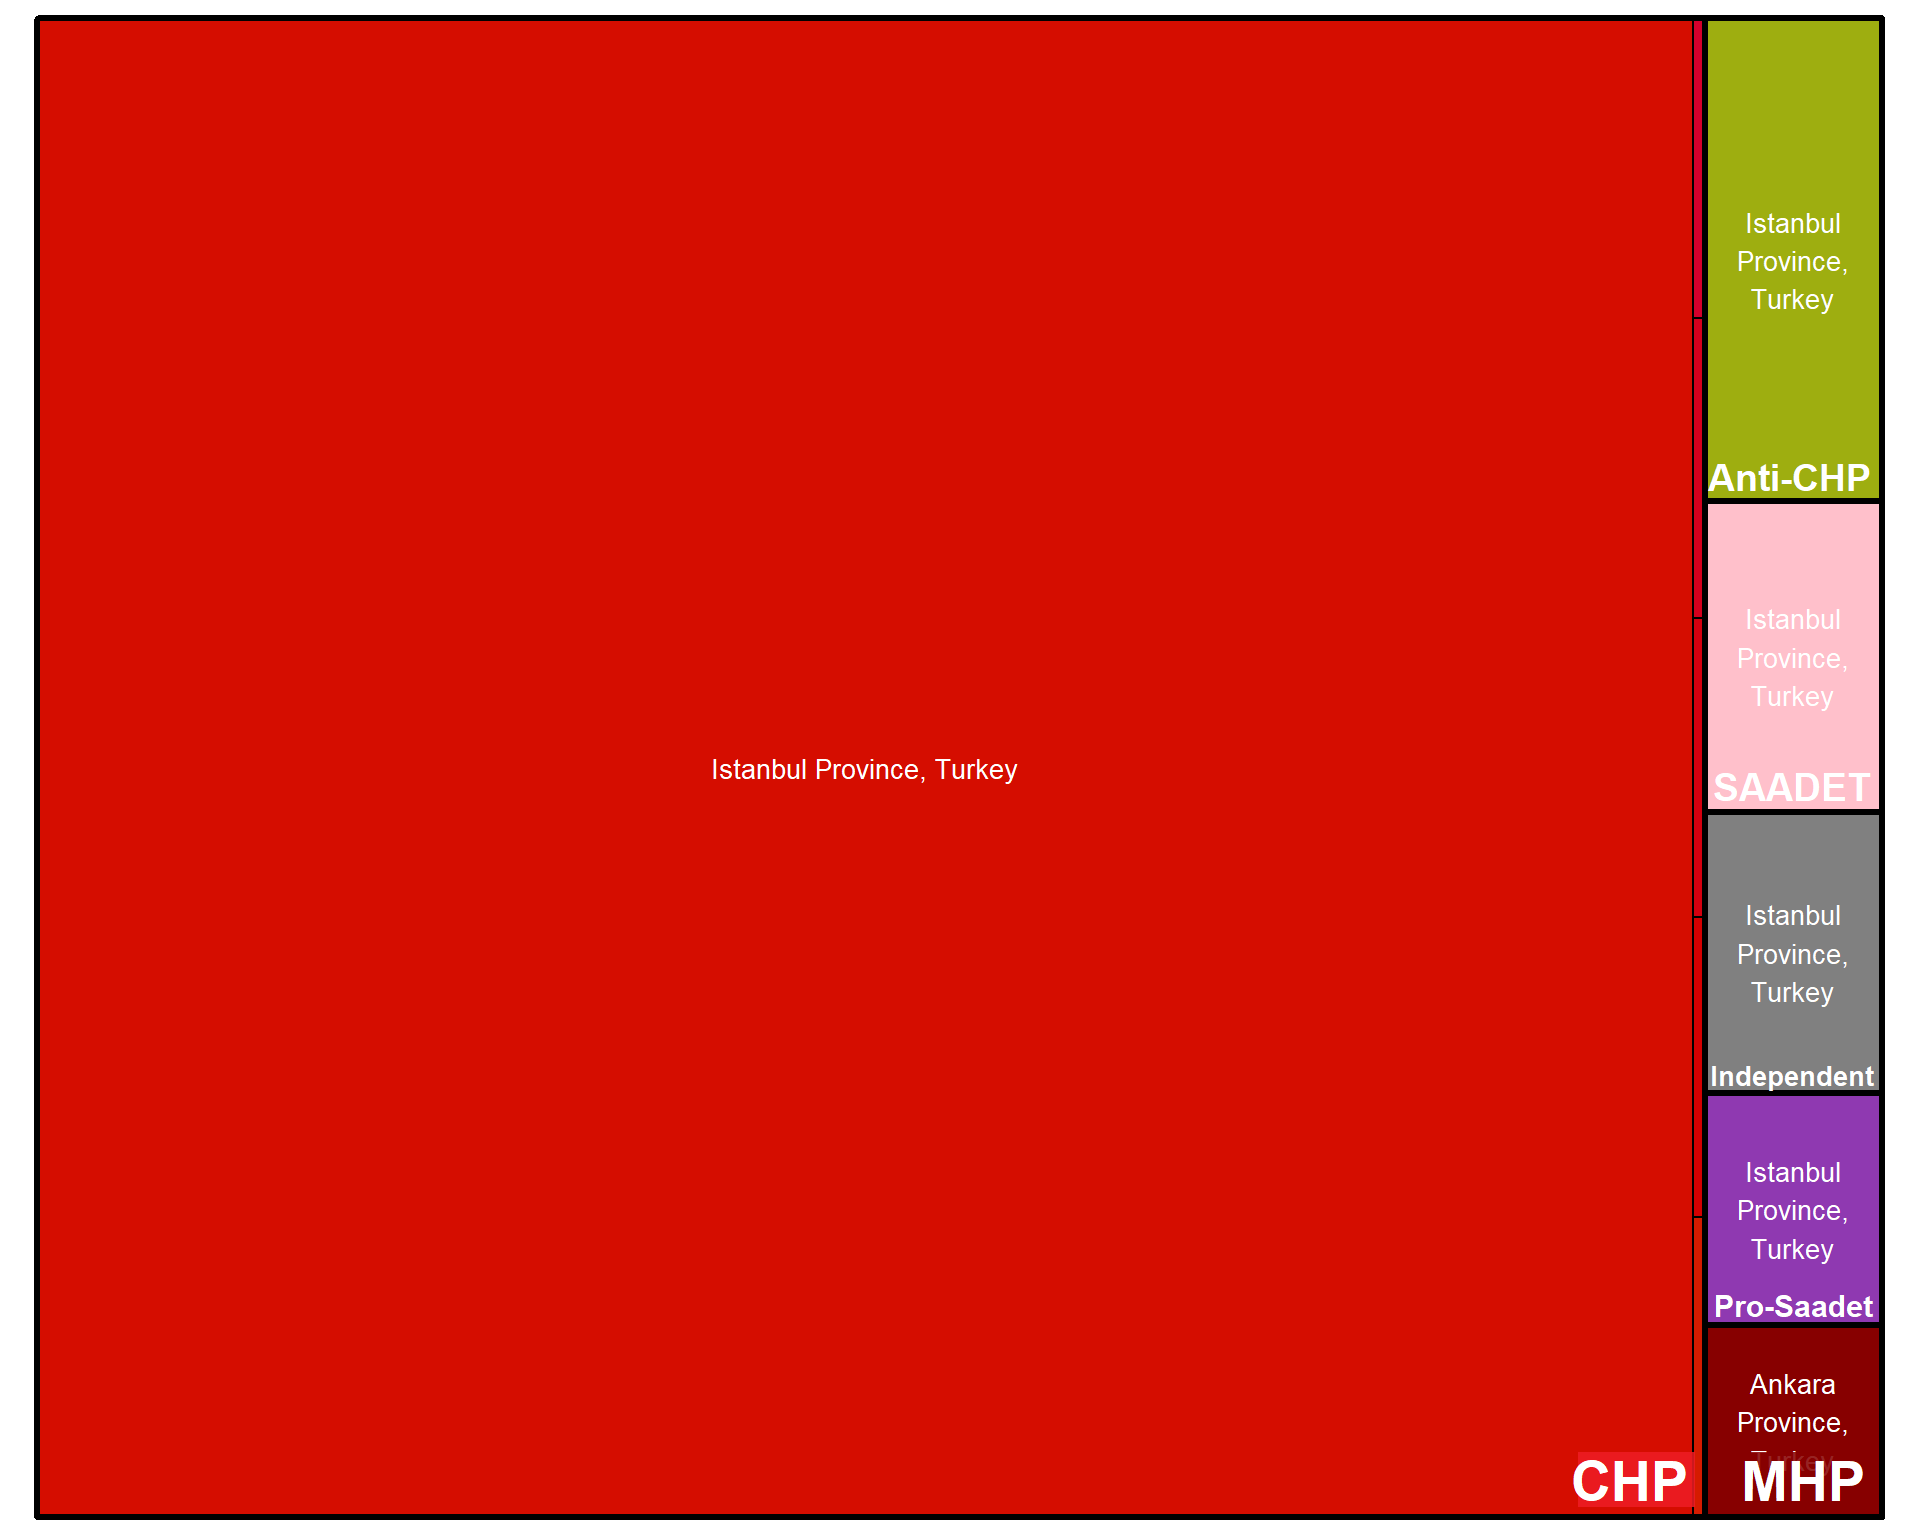 Istanbul Province, Turkey
CHP
Istanbul
Province,
Turkey
Anti-CHP
Istanbul
Province,
Turkey
SAADET
Istanbul
Province,
Turkey
Independent
Istanbul
Province,
Turkey
Pro-Saadet
Ankara
Province,
Turkey
MHP